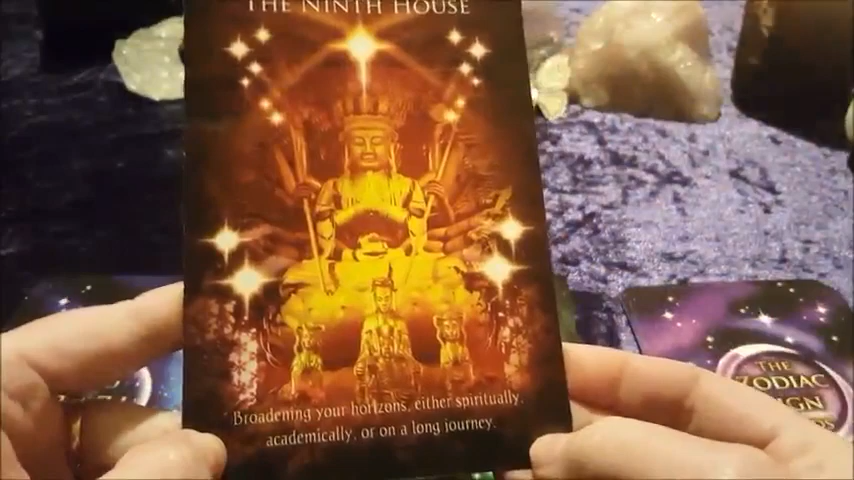 THE NINTH HOUSE
Broadening your horizons, either spiritually,
academically, or on a long journey.
THE
ZODIAC
SIGN